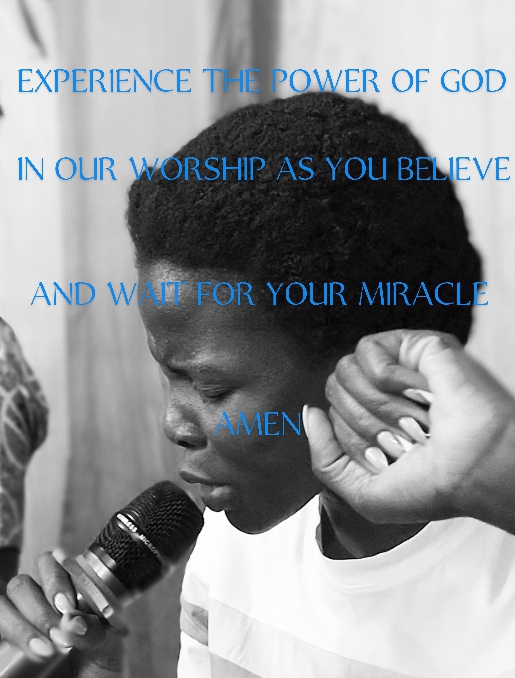 EXPERIENCE THE POWER OF GOD
IN OUR WORSHIP AS YOU BELIEVE
AND WAIT FOR YOUR MIRACLE
AMEN